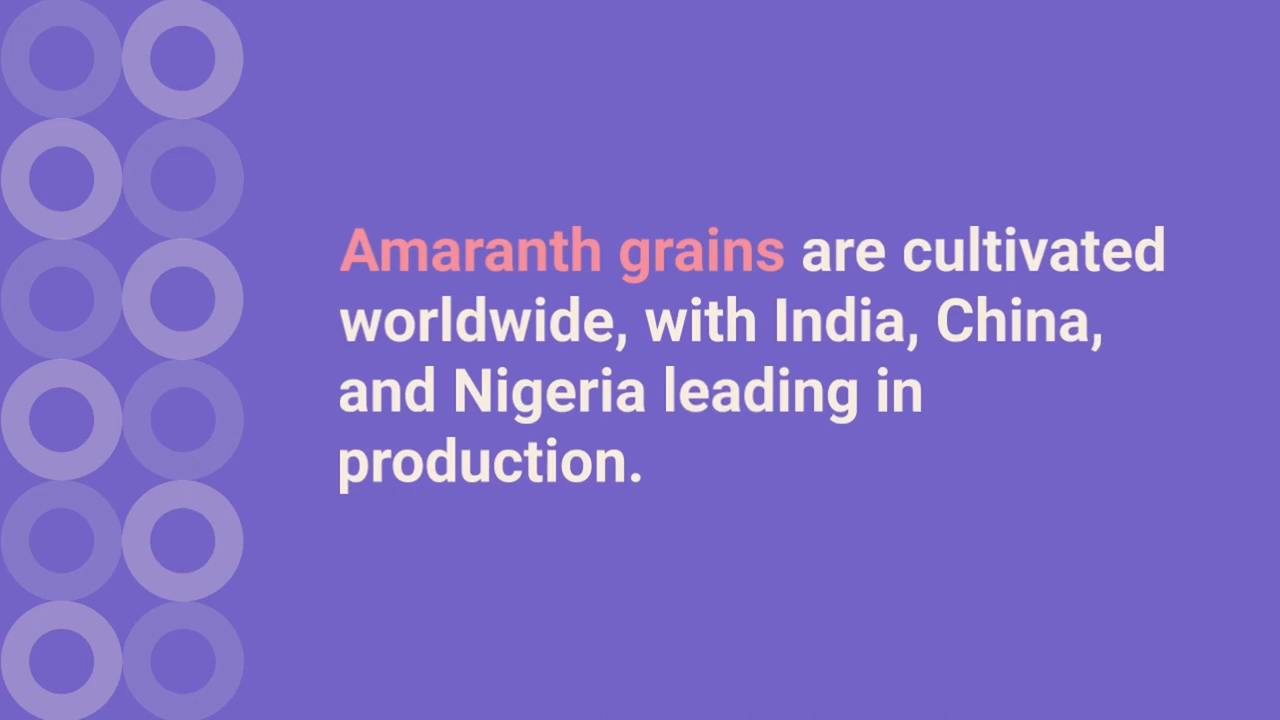 Amaranth grains are cultivated
worldwide, with India, China,
and Nigeria leading in
production.